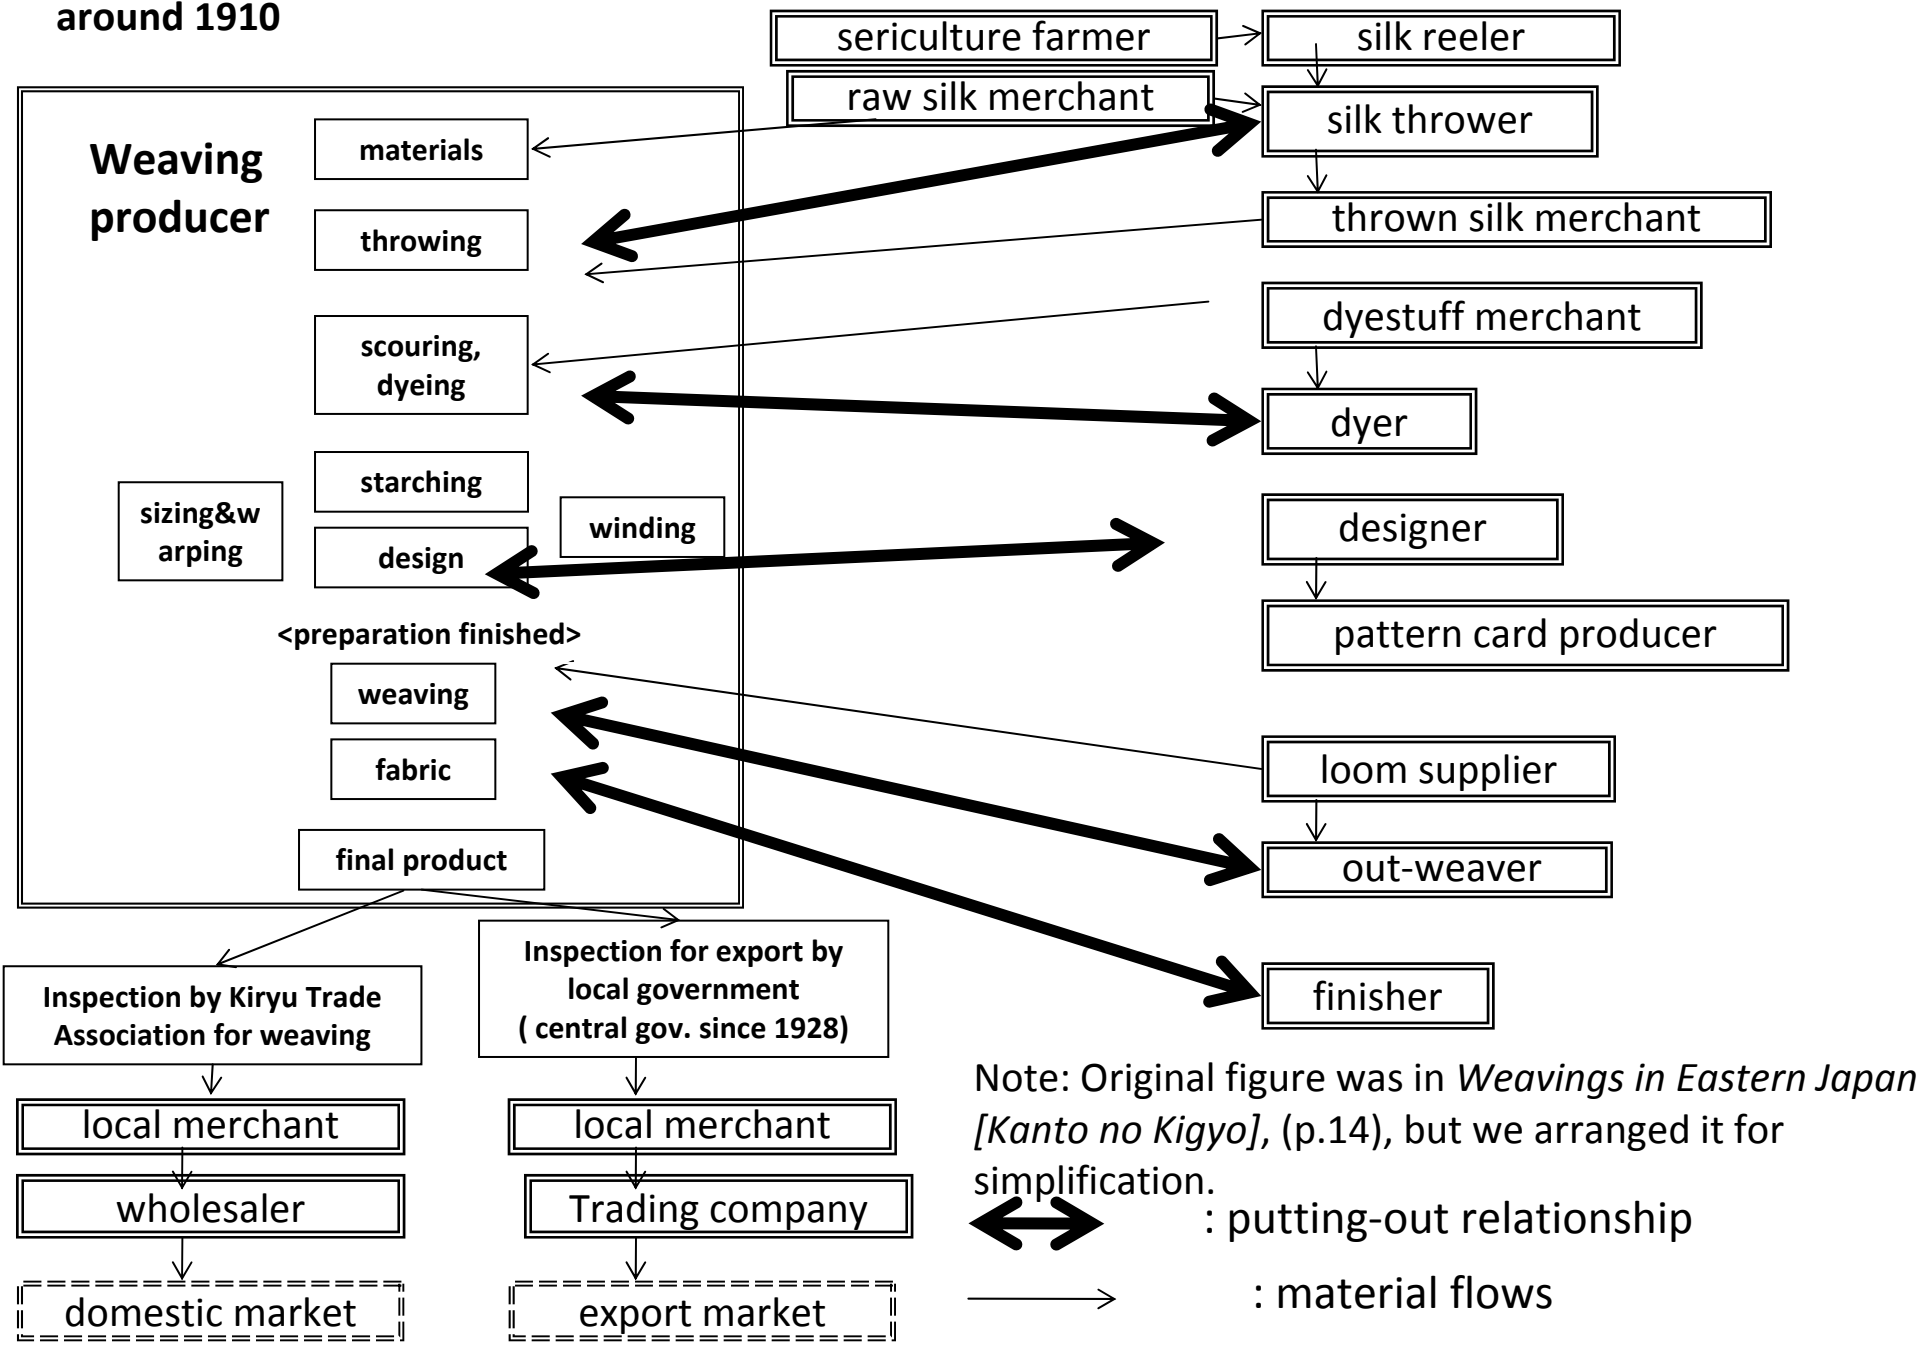 around 1910
sericulture farmer
silk reeler
raw silk merchant
silk thrower
thrown silk merchant
dyestuff merchant
dyer
designer
pattern card producer
loom supplier
out-weaver
finisher
Weaving
producer
materials
throwing
scouring,
dyeing
starching
sizing&w
arping
winding
design
<preparation finished>
weaving
fabric
final product
Inspection by Kiryu Trade
Association for weaving
local merchant
wholesaler
domestic market
Inspection for export by
local government
( central gov. since 1928)
local merchant
Trading company
export market
Note: Original figure was in Weavings in Eastern Japan
[Kanto no Kigyo], (p.14), but we arranged it for
simplification.
: putting-out relationship
: material flows